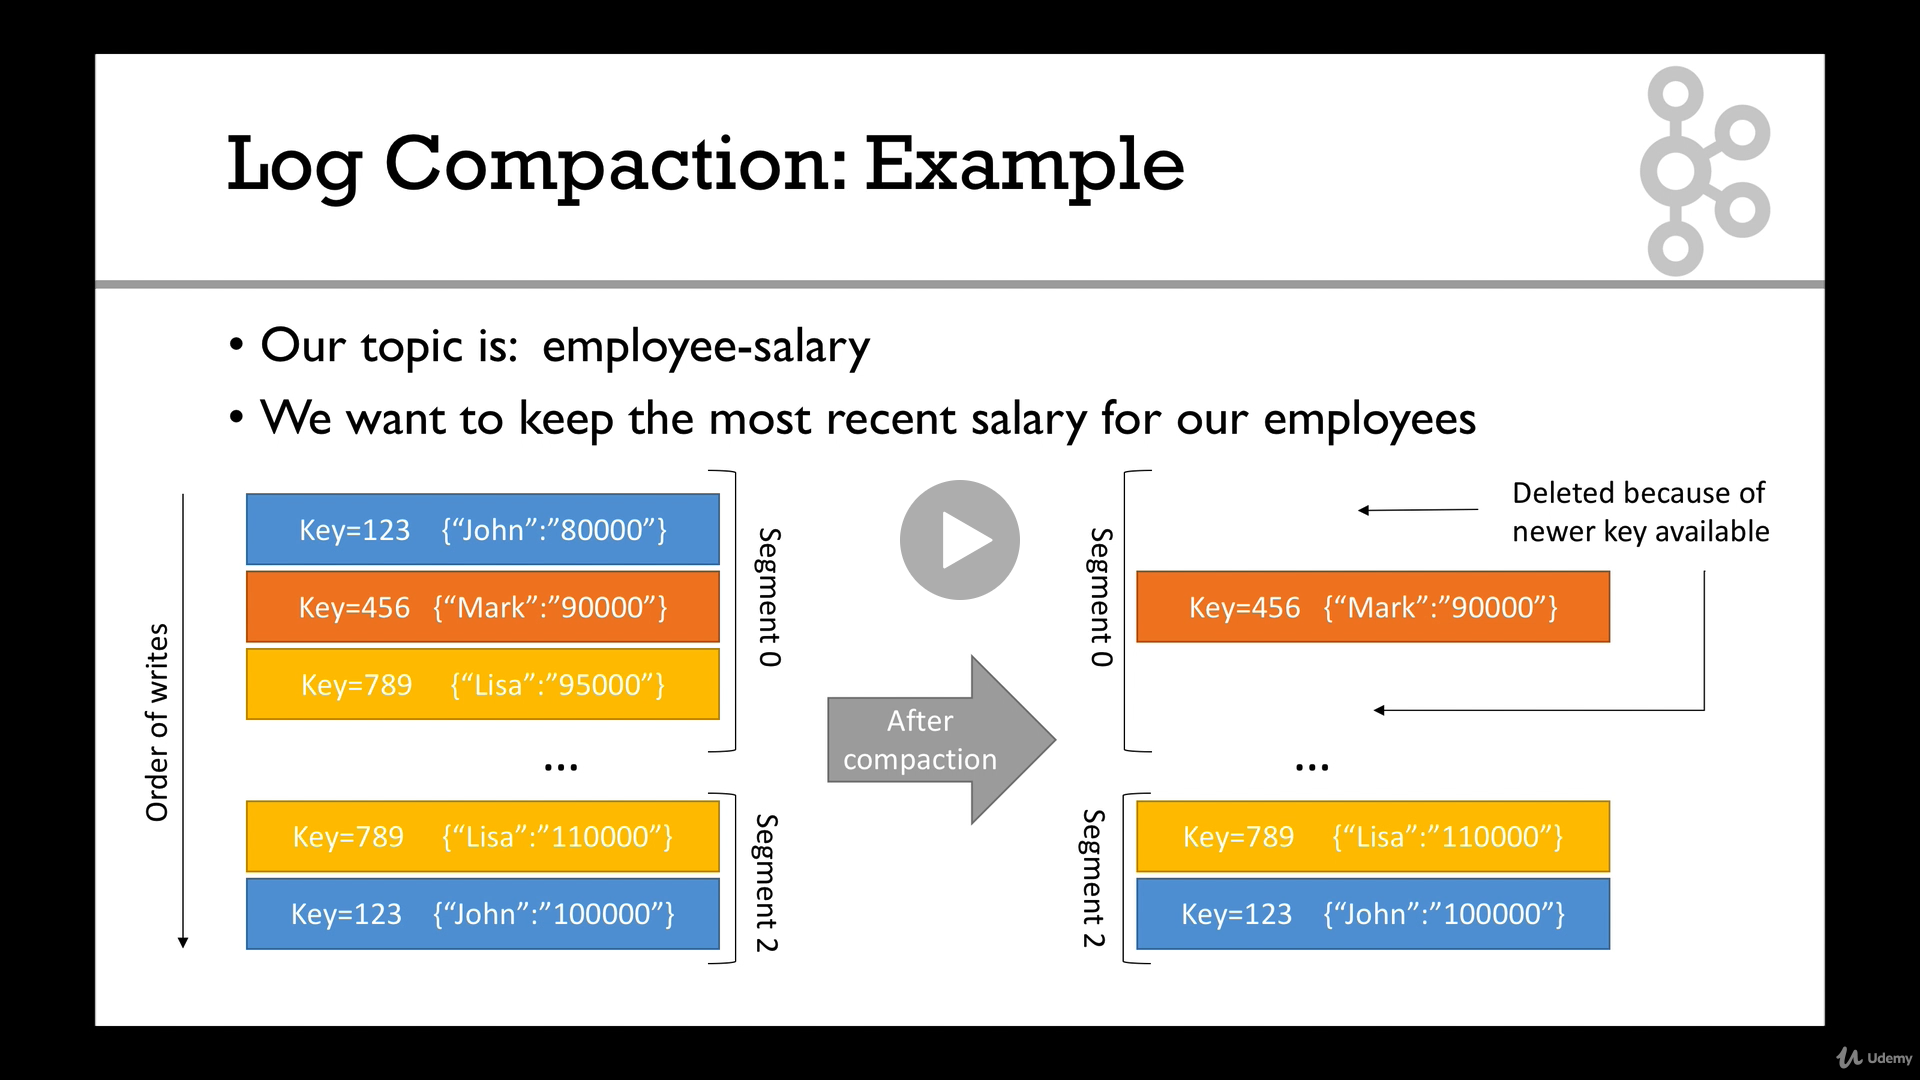 Log Compaction: Example
• Our topic is: employee-salary
• We want to keep the most recent salary for our employees
Order of writes
Key=123 {“John”:”80000”}
Key=456 {“Mark”:”90000”}
Key=789 {“Lisa”:”95000”}
Segment 0
...
Key=789 {“Lisa”:”110000”}
Key=123 {“John”:”100000”}
Segment 2
After
compaction
Segment 0
Deleted because of
newer key available
Key=456 {“Mark”:”90000”}
...
Segment 2
Key=789 {“Lisa”:”110000”}
Key=123 {“John”:”100000”}
Udemy